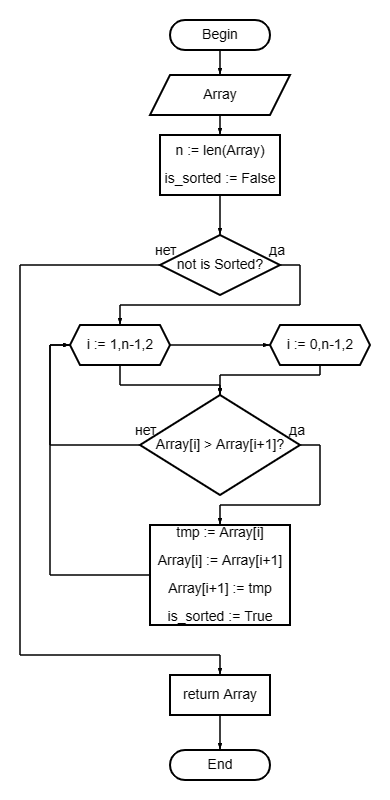 Begin
Array
n := len(Array)
is_sorted := False
нет
да
not is Sorted?
i := 1,n-1,2
i := 0,n-1,2
нет
да
Array[i] > Array[i+1]?
tmp := Array[i]
Array[i] := Array[i+1]
Array[i+1] := tmp
is_sorted := True
return Array
End